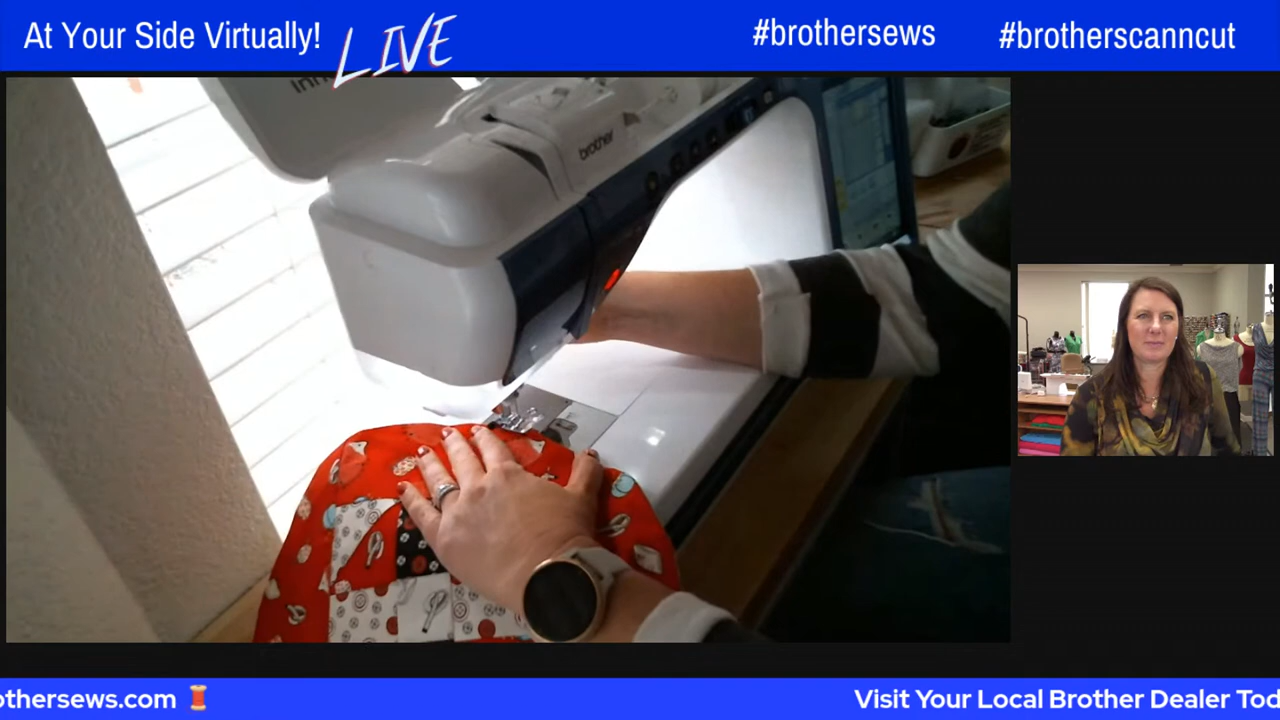 At Your Side Virtually!
LIVE
#brothersews
#brotherscanncut
brother
othersews.com
Visit Your Local Brother Dealer Tod